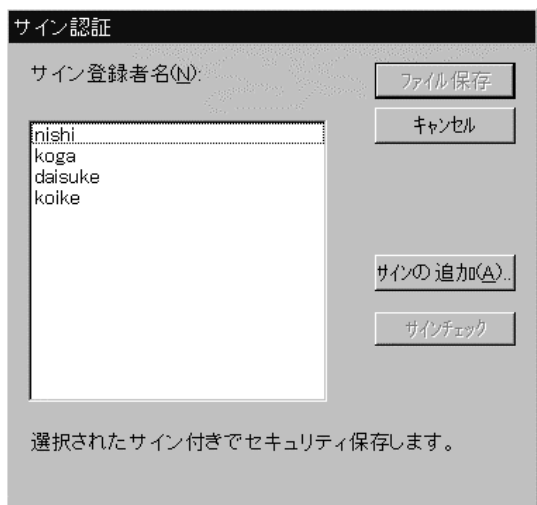 サイン認証
サイン登録者名(N):
ファイル保存
キャンセル
nishi
koga
daisuke
koike
サインの追加(A)..
サインチェック
選択されたサイン付きでセキュリティ保存します。